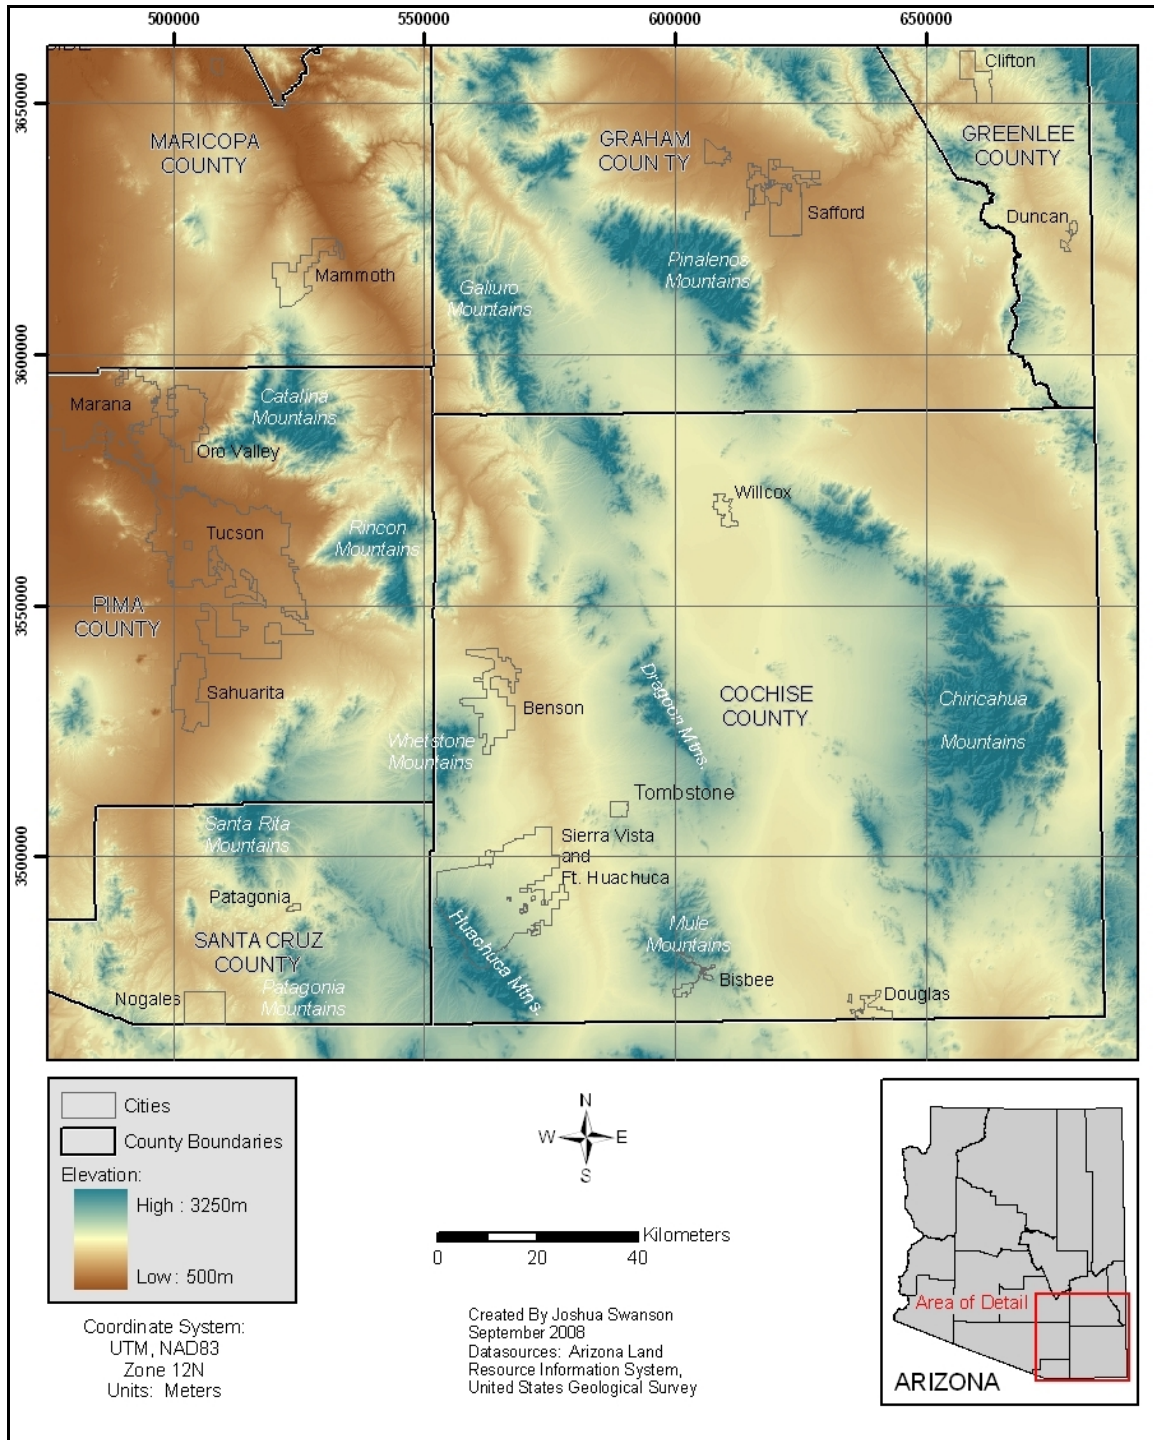 500000
550000
600000
650000
3650000
3600000
3550000
3500000
SIDE
Clifton
MARICOPA
COUNTY
GRAHAM
COUNTY
GREENLEE
COUNTY
Safford
Duncan
Mammoth
Pinalenos
Mountains
Galiuro
Mountains
Marana
Catalina
Mountains
Oro Valley
Willcox
Tucson
Rincon
Mountains
PIMA
COUNTY
Sahuarita
Benson
Dragoon Mtns.
COCHISE
COUNTY
Chiricahua
Mountains
Whetstone
Mountains
Tombstone
Santa Rita
Mountains
Sierra Vista
and
Ft. Huachuca
Patagonia
Huachuca Mtns.
Mule
Mountains
SANTA CRUZ
COUNTY
Bisbee
Nogales
Patagonia
Mountains
Douglas
Cities
County Boundaries
Elevation:
High : 3250m
Low : 500m
Coordinate System:
UTM, NAD83
Zone 12N
Units: Meters
N
W E
S
Kilometers
0 20 40
Created By Joshua Swanson
September 2008
Datasources: Arizona Land
Resource Information System,
United States Geological Survey
Area of Detail
ARIZONA